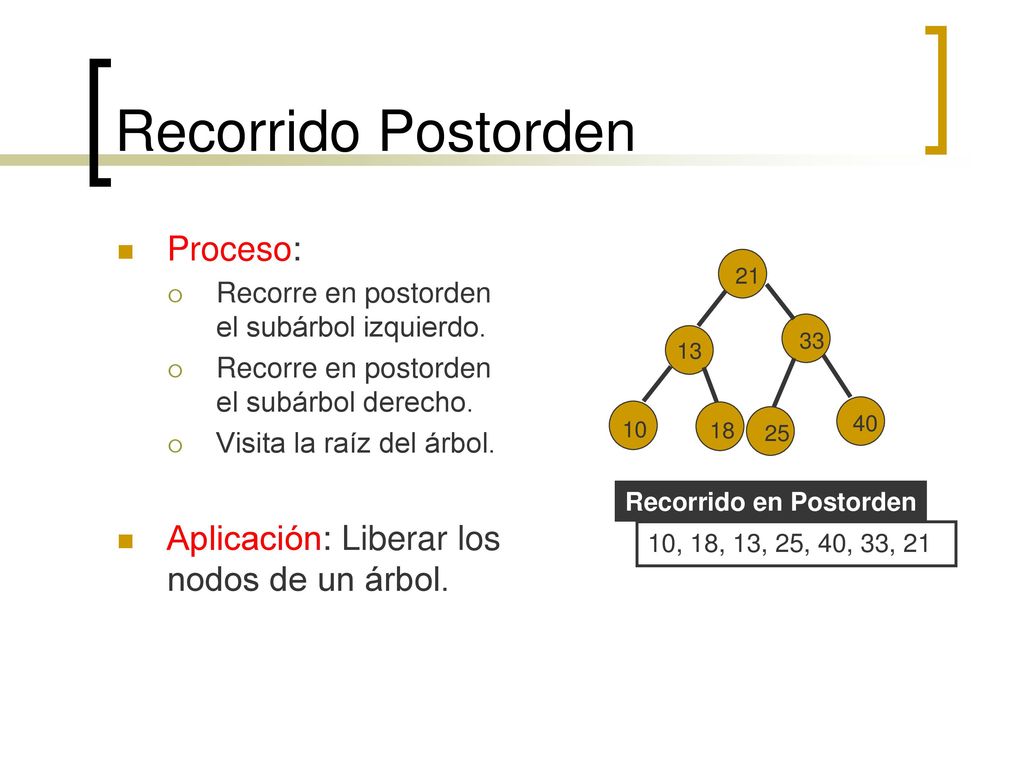 Recorrido Postorden
Proceso:
Recorre en postorden
el subárbol izquierdo.
Recorre en postorden
el subárbol derecho.
Visita la raíz del árbol.
Aplicación: Liberar los
nodos de un árbol.
21
13
33
10
18
25
40
Recorrido en Postorden
10, 18, 13, 25, 40, 33, 21